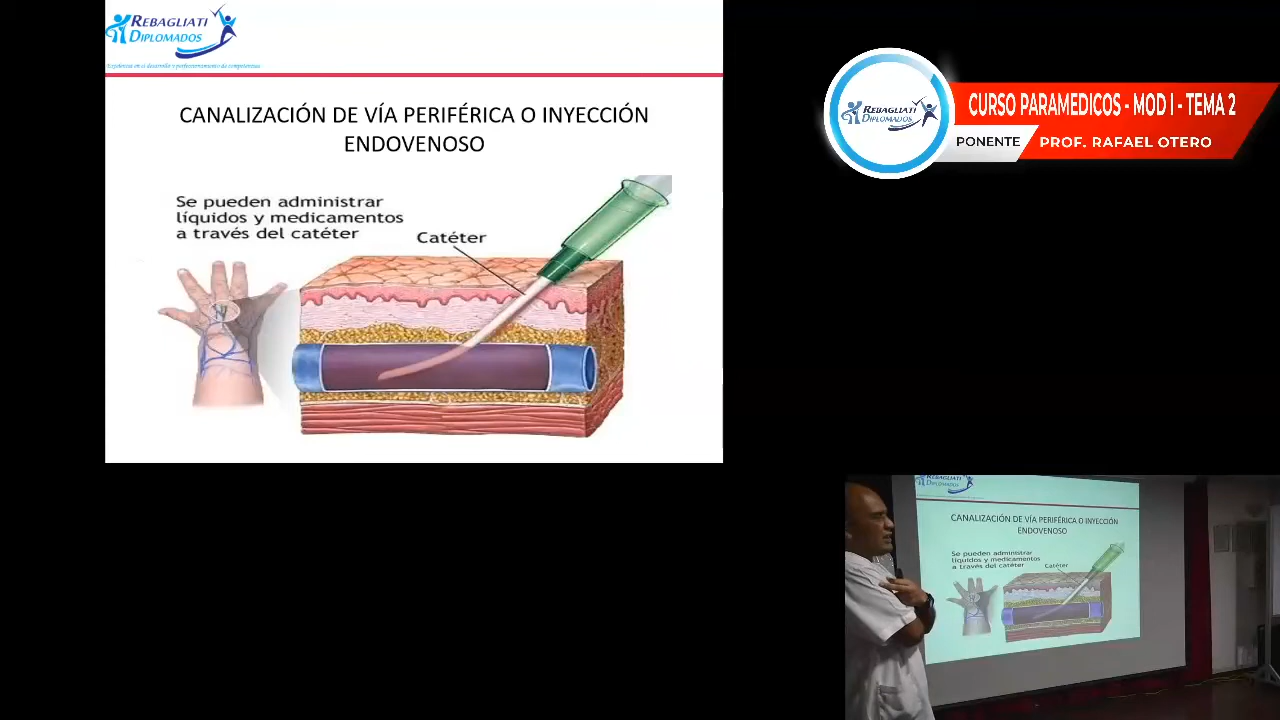 REBAGLIATI
DIPLOMADOS
CANALIZACIÓN DE VÍA PERIFÉRICA O INYECCIÓN
ENDOVENOSO
Se pueden administrar
líquidos y medicamentos
a través del catéter
Catéter
REBAGLIATI
DIPLOMADOS
CURSO PARAMEDICOS - MOD I - TEMA 2
PONENTE
PROF. RAFAEL OTERO
REBAGLIATI
DIPLOMADOS
CANALIZACIÓN DE VÍA PERIFÉRICA O INYECCIÓN
ENDOVENOSO
Se pueden administrar
líquidos y medicamentos
a través del catéter
Catéter